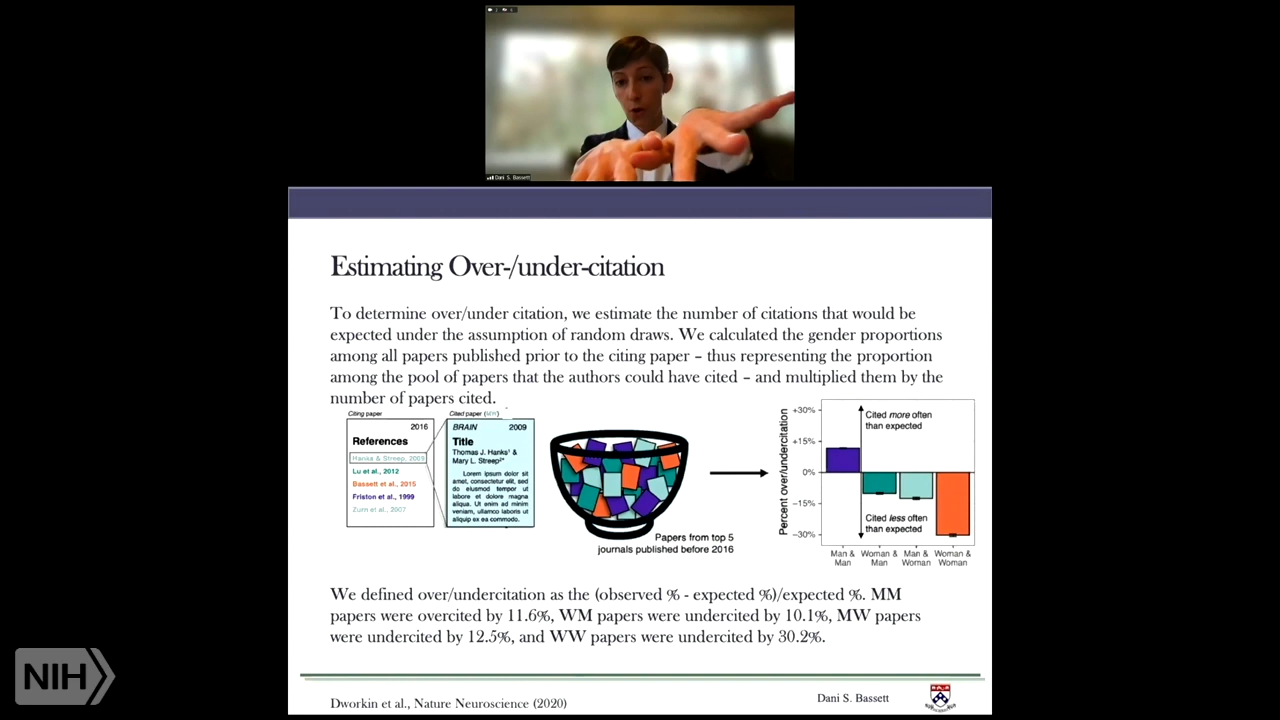 Dani S. Bassett
Estimating Over-/under-citation
To determine over/under citation, we estimate the number of citations that would be
expected under the assumption of random draws. We calculated the gender proportions
among all papers published prior to the citing paper – thus representing the proportion
among the pool of papers that the authors could have cited – and multiplied them by the
number of papers cited.
Citing paper
2016
References
Hanks & Streep, 2009
Lu et al., 2012
Bassett et al., 2015
Friston et al., 1999
Zurn et al., 2007
Cited paper (MW)
BRAIN 2009
Title
Thomas J. Hanks¹ &
Mary L. Streep²*
Lorem ipsum dolor sit
amet, consectetur elit, sed
do eiusmod tempor ut
labore et dolore magna
aliqua. Ut enim ad minim
veniam, ullamco laboris ut
aliquip ex ea commodo.
Papers from top 5
journals published before 2016
Percent over/undercitation
+30%
+15%
0%
−15%
−30%
Cited more often
than expected
Cited less often
than expected
Man &
Man
Woman &
Man
Man &
Woman
Woman &
Woman
We defined over/undercitation as the (observed % - expected %)/expected %. MM
papers were overcited by 11.6%, WM papers were undercited by 10.1%, MW papers
were undercited by 12.5%, and WW papers were undercited by 30.2%.
NIH
Dworkin et al., Nature Neuroscience (2020)
Dani S. Bassett